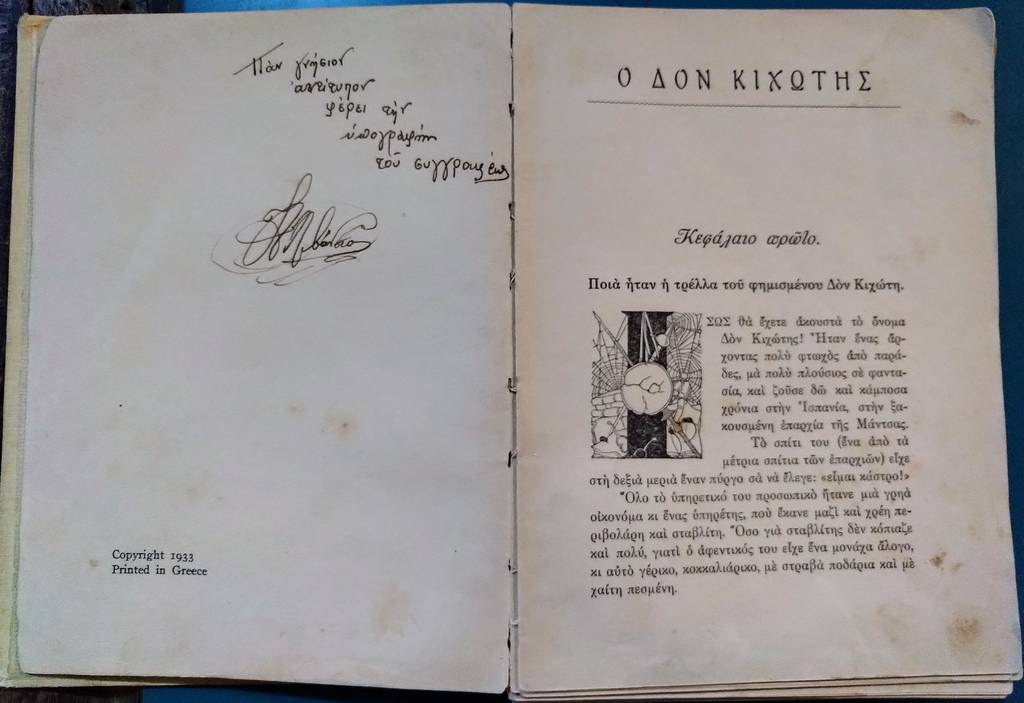 Πᾶν γνήσιον
ἀντίτυπον
φέρει τὴν
ὑπογραφὴν
τοῦ συγγραφέως
Copyright 1933
Printed in Greece
Ο ΔΟΝ ΚΙΧΩΤΗΣ
Κεφάλαιο πρῶτο.
Ποιὰ ἦταν ἡ τρέλλα τοῦ φημισμένου Δὸν Κιχώτη.
ΙΣΩΣ θὰ ἔχετε ἀκουστὰ τὸ ὄνομα
Δὸν Κιχώτης! Ἦταν ἕνας ἄρ-
χοντας πολὺ φτωχὸς ἀπὸ παρά-
δες, μὰ πολὺ πλούσιος σὲ φαντα-
σία, καὶ ζοῦσε δῶ καὶ κάμποσα
χρόνια στὴν Ἱσπανία, στὴν ξα-
κουσμένη ἐπαρχία τῆς Μάντσας.
Τὸ σπίτι του (ἕνα ἀπὸ τὰ
μέτρια σπίτια τῶν ἐπαρχιῶν) εἶχε
στὴ δεξιὰ μεριὰ ἕναν πύργο σὰ νὰ ἔλεγε: «εἶμαι κάστρο!»
Ὅλο τὸ ὑπηρετικό του προσωπικὸ ἤτανε μιὰ γρηὰ
οἰκονόμα κι ἕνας ὑπηρέτης, ποὺ ἔκανε μαζὶ καὶ χρέη πε-
ριβολάρη καὶ σταβλίτη. Ὅσο γιὰ σταβλίτης δὲν κόπιαζε
καὶ πολύ, γιατὶ ὁ ἀφεντικός του εἶχε ἕνα μονάχα ἄλογο,
κι αὐτὸ γέρικο, κοκκαλιάρικο, μὲ στραβὰ ποδάρια καὶ μὲ
χαίτη πεσμένη.